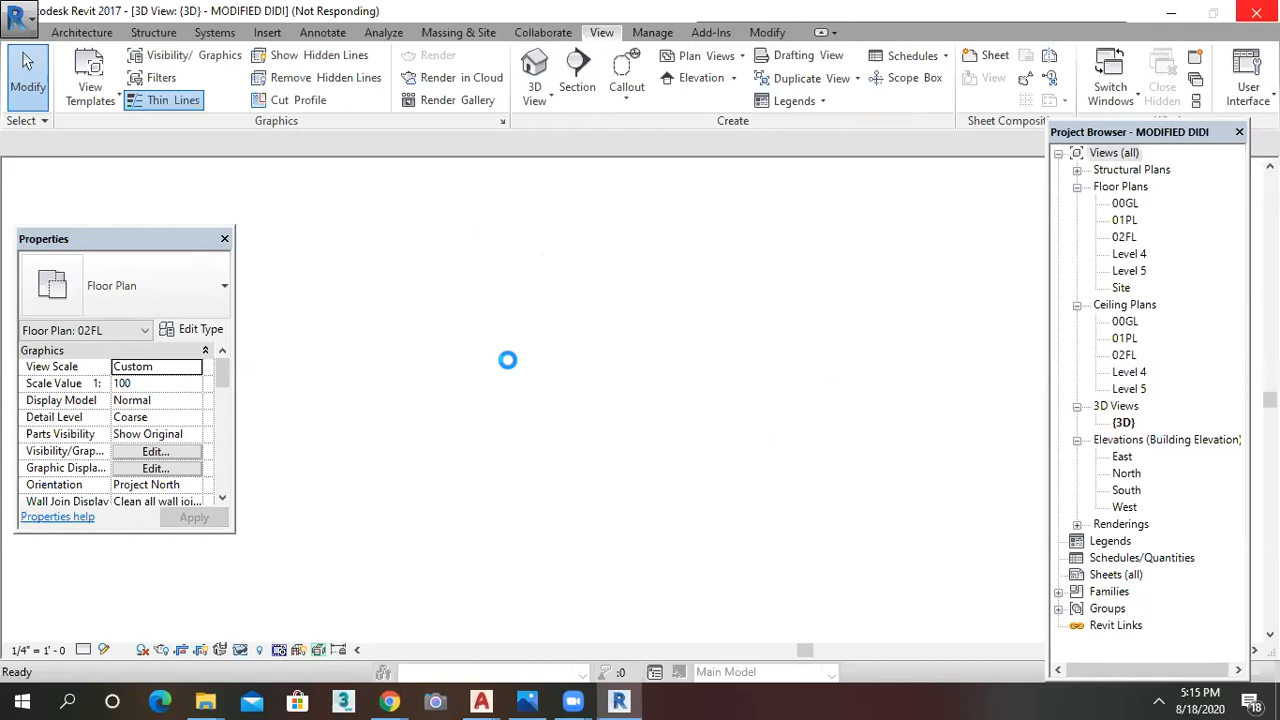 odesk Revit 2017 - [3D View: {3D} - MODIFIED DIDI] (Not Responding)
Architecture Structure Systems Insert Annotate Analyze Massing & Site Collaborate View Manage Add-Ins Modify
Modify
Select
View Templates
Visibility/ Graphics
Filters
Thin Lines
Show Hidden Lines
Remove Hidden Lines
Cut Profile
Render
Render in Cloud
Render Gallery
Graphics
3D View
Section
Callout
Plan Views
Elevation
Drafting View
Duplicate View
Legends
Schedules
Scope Box
Create
Sheet
View
Sheet Composit
Switch Windows
Close Hidden
User Interface
Properties
Floor Plan
Floor Plan: 02FL
Edit Type
Graphics
View Scale Custom
Scale Value 1: 100
Display Model Normal
Detail Level Coarse
Parts Visibility Show Original
Visibility/Grap... Edit...
Graphic Displa... Edit...
Orientation Project North
Wall Join Display Clean all wall joi...
Properties help
Apply
Project Browser - MODIFIED DIDI
Views (all)
Structural Plans
Floor Plans
00GL
01PL
02FL
Level 4
Level 5
Site
Ceiling Plans
00GL
01PL
02FL
Level 4
Level 5
3D Views
{3D}
Elevations (Building Elevation)
East
North
South
West
Renderings
Legends
Schedules/Quantities
Sheets (all)
Families
Groups
Revit Links
1/4" = 1' - 0
Ready
:0
Main Model
5:15 PM
8/18/2020
18